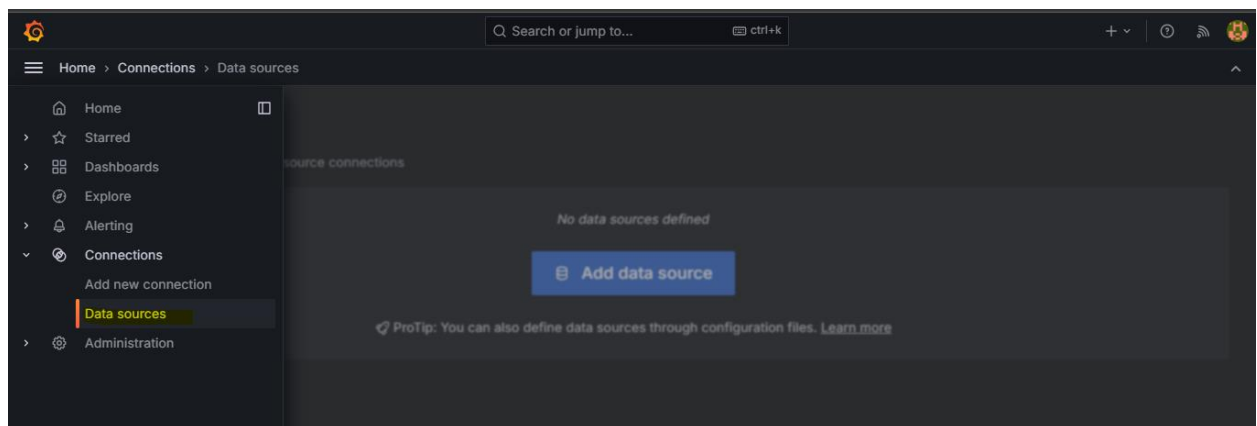 Search or jump to... ctrl+k
Home › Connections › Data sources
Home
Starred
source connections
Dashboards
Explore
No data sources defined
Alerting
Connections
Add data source
Add new connection
Data sources
ProTip: You can also define data sources through configuration files. Learn more
Administration